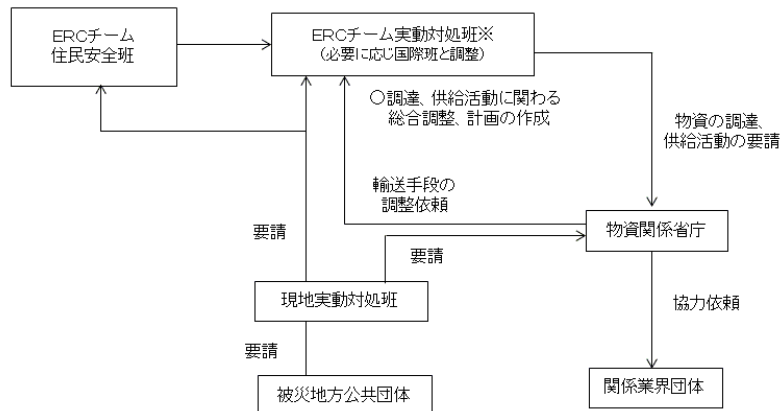 ERCチーム
住民安全班
ERCチーム実動対処班※
(必要に応じ国際班と調整)
○調達、供給活動に関わる
総合調整、計画の作成
物資の調達、
供給活動の要請
輸送手段の
調整依頼
物資関係省庁
要請
要請
現地実動対処班
協力依頼
要請
被災地方公共団体
関係業界団体